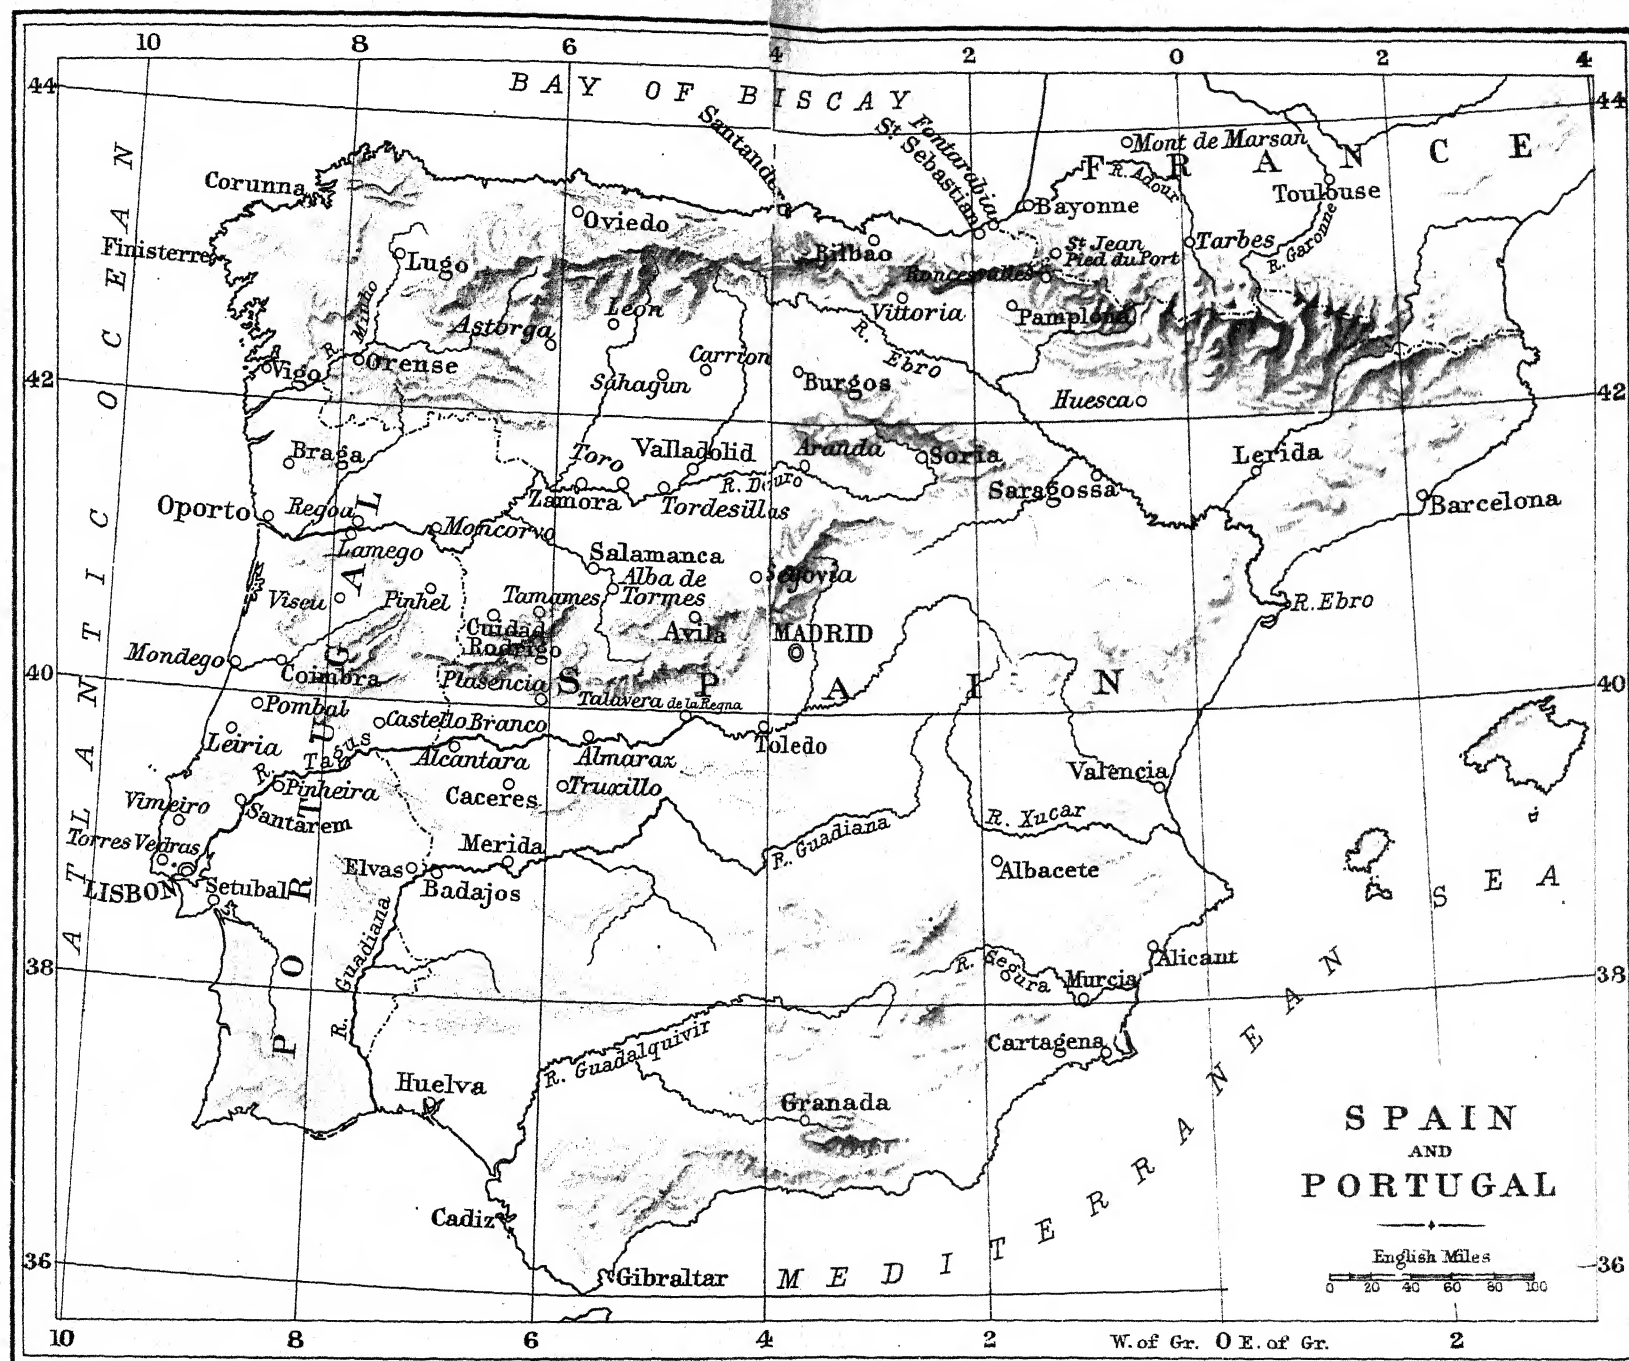 10 8 6 4 2 0 2 4
44 44
BAY OF BISCAY
ATLANTIC OCEAN
FRANCE
Santander
St. Sebastian
Fontarabia
Mont de Marsan
R. Adour
Toulouse
Corunna
Bayonne
Oviedo
Finisterre
Lugo
Bilbao
St. Jean
Pied du Port
Tarbes
R. Garonne
Roncesvalles
R. Minho
Leon
Vittoria
Pamplona
Astorga
R. Ebro
Vigo
Orense
Carrion
Sahagun
Burgos
Huesca
42 42
Braga
Toro
Valladolid
Aranda
Soria
Lerida
R. Douro
Zamora
Tordesillas
Saragossa
Barcelona
Oporto
Regoa
Moncorvo
Lamego
Salamanca
Alba de
Tormes
Segovia
Viseu
Pinhel
Tamames
R. Ebro
Cuidad
Rodrigo
Avila
MADRID
Mondego
Coimbra
Plasencia
SPAIN
40 40
Talavera de la Regna
Pombal
Castello Branco
Leiria
R. Tagus
Alcantara
Almarax
Toledo
Valencia
Pinheira
Caceres
Truxillo
Vimeiro
Santarem
R. Xucar
R. Guadiana
Torres Vedras
Merida
Elvas
Badajos
Albacete
LISBON
Setubal
PORTUGAL
R. Guadiana
38 38
R. Segura
Murcia
Alicant
Cartagena
R. Guadalquivir
Huelva
Granada
Cadiz
Gibraltar
MEDITERRANEAN SEA
36 36
SPAIN
AND
PORTUGAL
English Miles
0 20 40 60 80 100
10 8 6 4 2 W. of Gr. 0 E. of Gr. 2